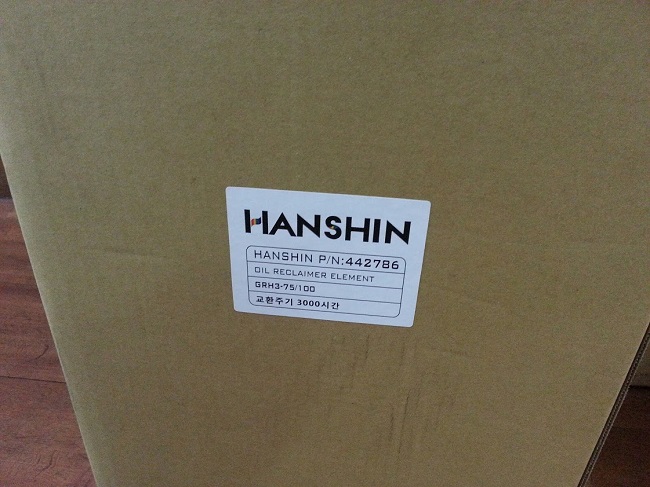 HANSHIN
HANSHIN P/N:442786
OIL RECLAIMER ELEMENT
GRH3-75/100
교환주기 3000시간